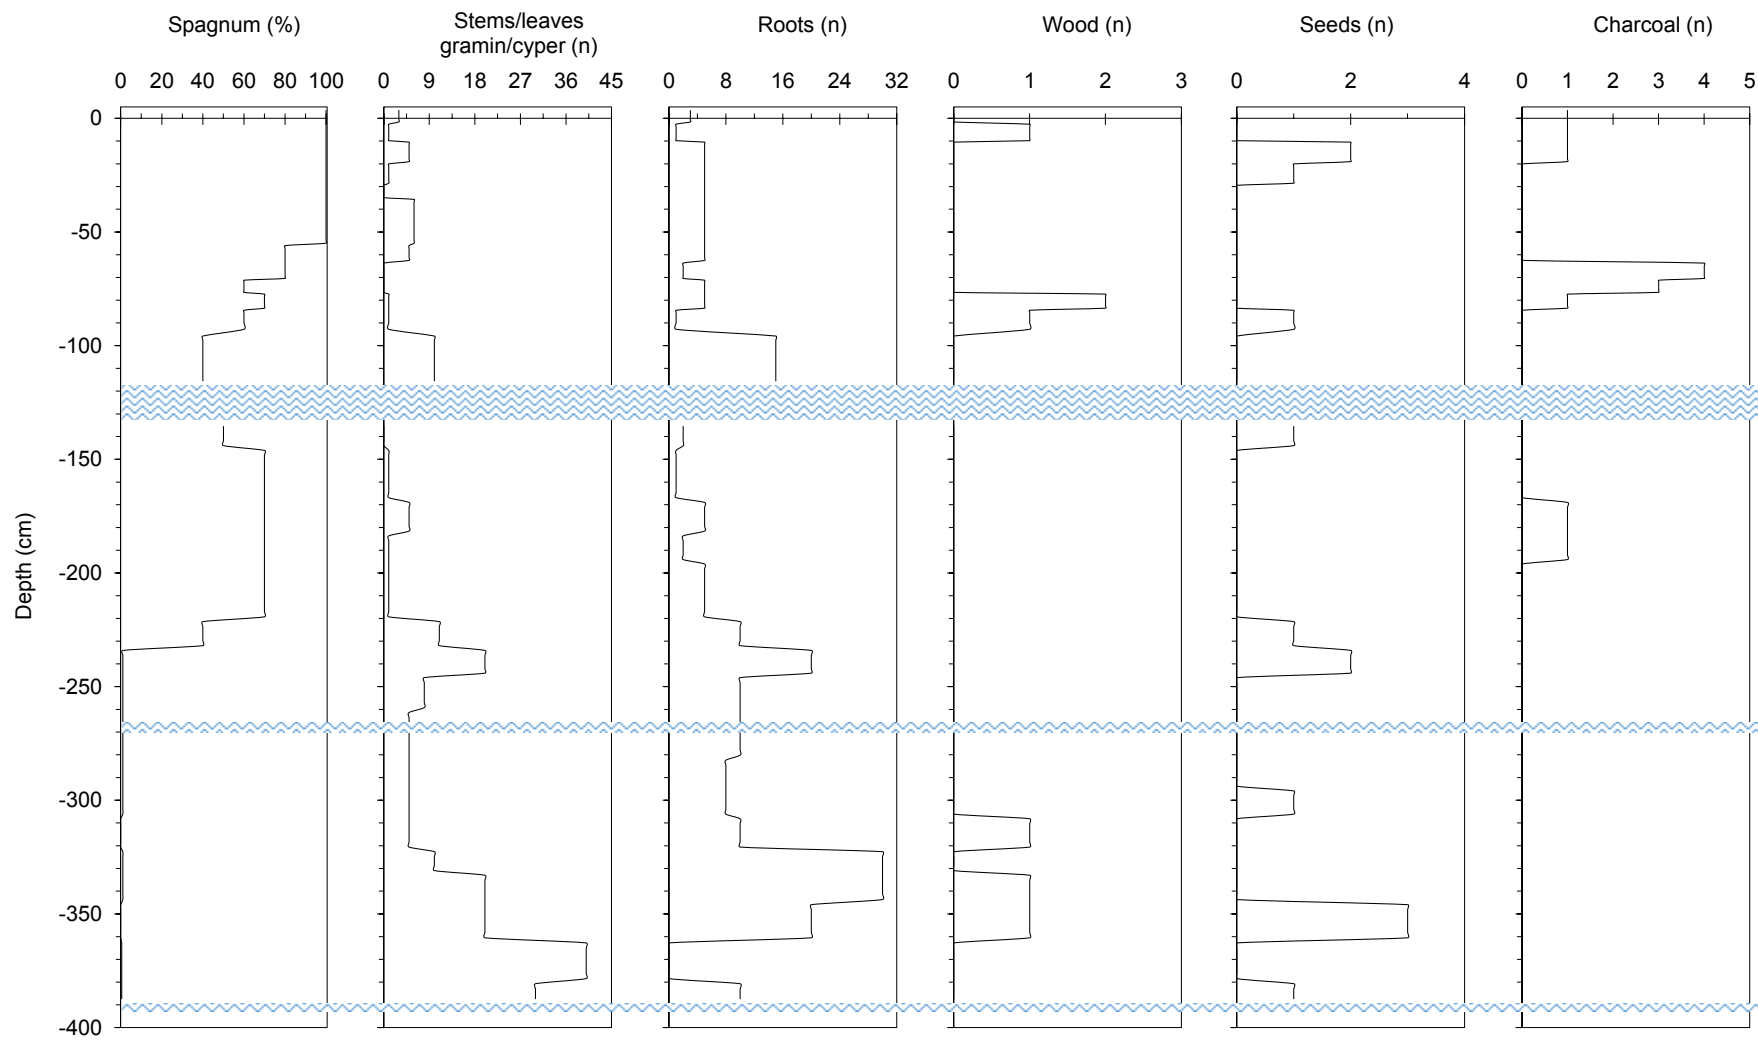 Spagnum (%)
Stems/leaves
gramin/cyper (n)
Roots (n)
Wood (n)
Seeds (n)
Charcoal (n)
0 20 40 60 80 100
0 9 18 27 36 45
0 8 16 24 32
0 1 2 3
0 2 4
0 1 2 3 4 5
0
-50
-100
-150
-200
-250
-300
-350
-400
Depth (cm)